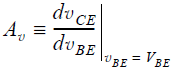 A_v ≡ dv_CE / dv_BE |_{v_BE = V_BE}